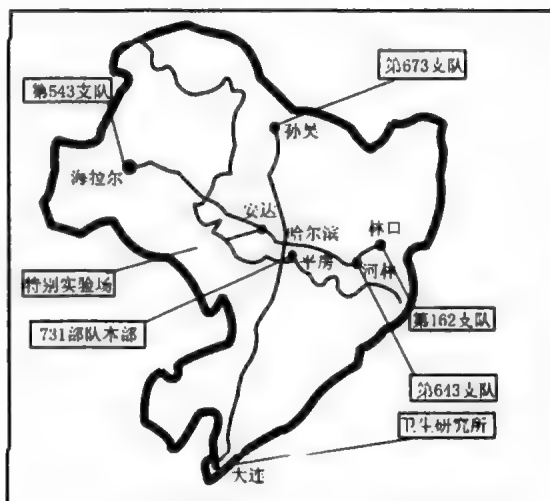 第673支队
第543支队
孙吴
海拉尔
安达
哈尔滨
林口
平房
河林
特别实验场
第162支队
731部队本部
第643支队
卫生研究所
大连